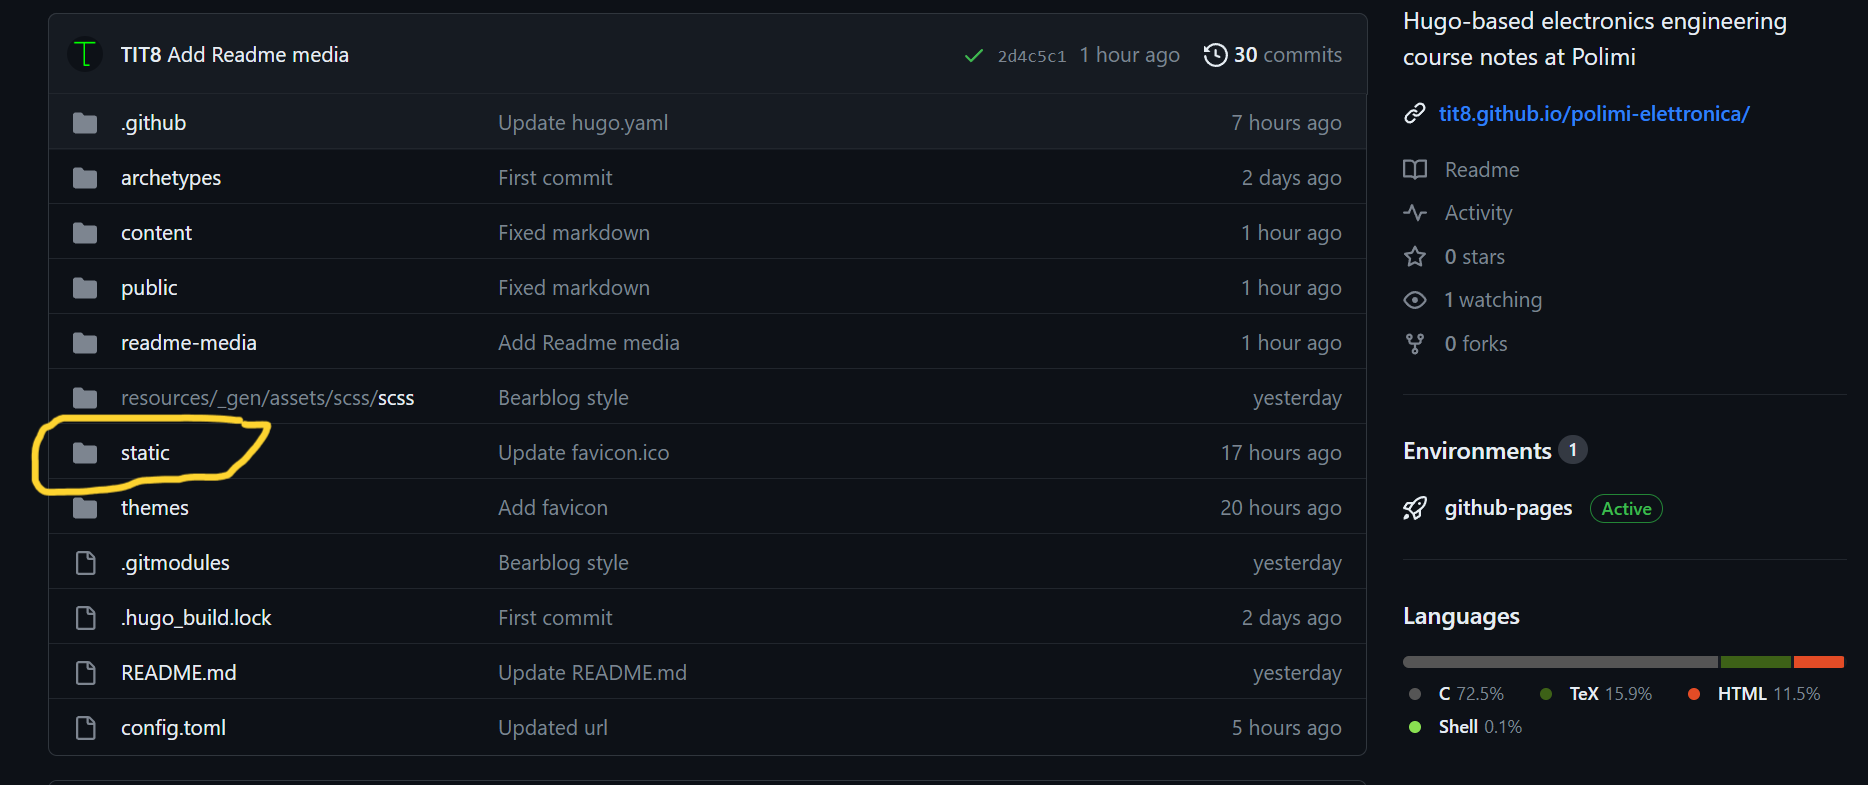 TIT8 Add Readme media 2d4c5c1 1 hour ago 30 commits
.github Update hugo.yaml 7 hours ago
archetypes First commit 2 days ago
content Fixed markdown 1 hour ago
public Fixed markdown 1 hour ago
readme-media Add Readme media 1 hour ago
resources/_gen/assets/scss/scss Bearblog style yesterday
static Update favicon.ico 17 hours ago
themes Add favicon 20 hours ago
.gitmodules Bearblog style yesterday
.hugo_build.lock First commit 2 days ago
README.md Update README.md yesterday
config.toml Updated url 5 hours ago
Hugo-based electronics engineering
course notes at Polimi
tit8.github.io/polimi-elettronica/
Readme
Activity
0 stars
1 watching
0 forks
Environments 1
github-pages Active
Languages
C 72.5% TeX 15.9% HTML 11.5%
Shell 0.1%